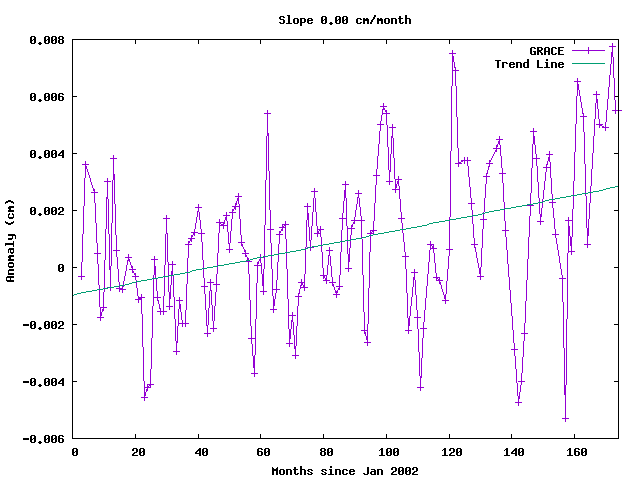 Slope 0.00 cm/month
GRACE
Trend Line
0.008
0.006
0.004
0.002
0
-0.002
-0.004
-0.006
Anomaly (cm)
0 20 40 60 80 100 120 140 160
Months since Jan 2002